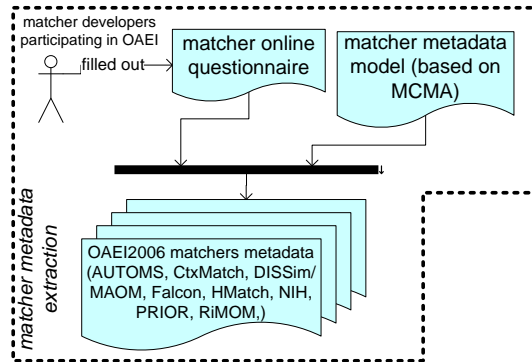 matcher developers
participating in OAEI
filled out
matcher online
questionnaire
matcher metadata
model (based on
MCMA)
matcher metadata
extraction
OAEI2006 matchers metadata
(AUTOMS, CtxMatch, DISSim/
MAOM, Falcon, HMatch, NIH,
PRIOR, RiMOM,)